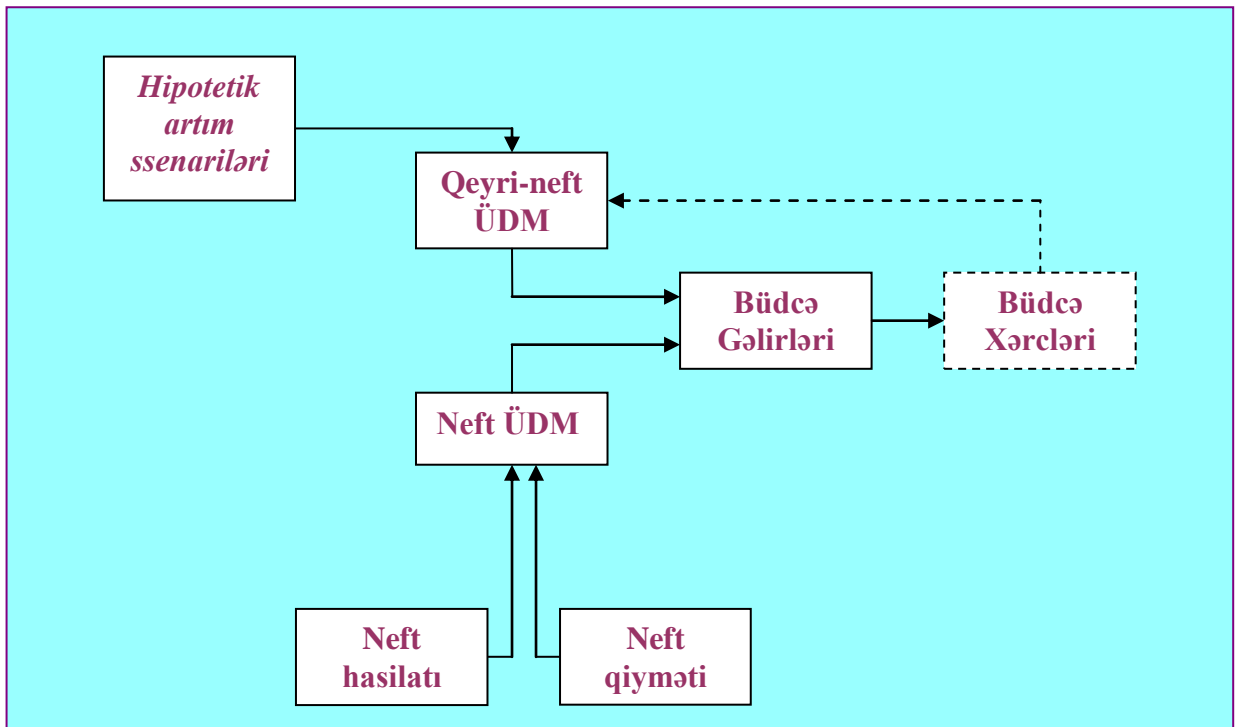 Hipotetik
artım
ssenariləri
Qeyri-neft
ÜDM
Büdcə
Gəlirləri
Büdcə
Xərcləri
Neft ÜDM
Neft
hasilatı
Neft
qiyməti